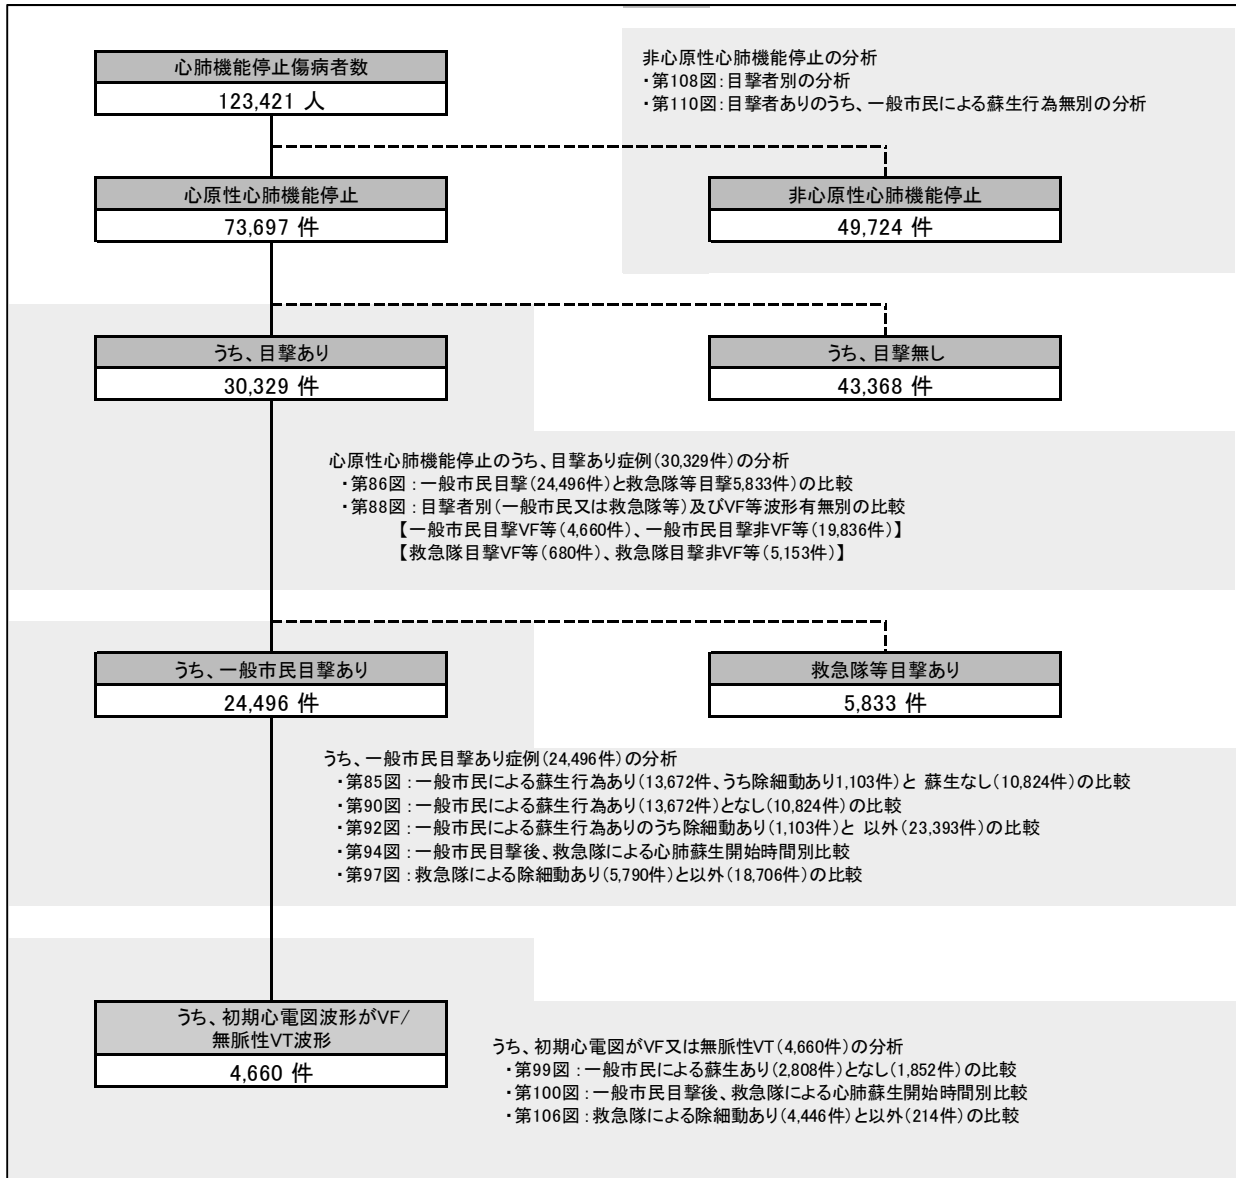 心肺機能停止傷病者数
123,421 人
非心原性心肺機能停止の分析
・第108図：目撃者別の分析
・第110図：目撃者ありのうち、一般市民による蘇生行為無別の分析
心原性心肺機能停止
73,697 件
非心原性心肺機能停止
49,724 件
うち、目撃あり
30,329 件
うち、目撃無し
43,368 件
心原性心肺機能停止のうち、目撃あり症例（30,329件）の分析
・第86図：一般市民目撃（24,496件と救急隊等目撃5,833件）の比較
・第88図：目撃者別（一般市民又は救急隊等）及びVF等波形有無別の比較
【一般市民目撃VF等（4,660件）、一般市民目撃非VF等（19,836件）】
【救急隊目撃VF等（680件）、救急隊目撃非VF等（5,153件）】
うち、一般市民目撃あり
24,496 件
救急隊等目撃あり
5,833 件
うち、一般市民目撃あり症例（24,496件）の分析
・第85図：一般市民による蘇生行為あり（13,672件、うち除細動あり1,103件）と 蘇生なし（10,824件）の比較
・第90図：一般市民による蘇生行為あり（13,672件）となし（10,824件）の比較
・第92図：一般市民による蘇生行為ありのうち除細動あり（1,103件）と 以外（23,393件）の比較
・第94図：一般市民目撃後、救急隊による心肺蘇生開始時間別比較
・第97図：救急隊による除細動あり（5,790件）と以外（18,706件）の比較
うち、初期心電図波形がVF/
無脈性VT波形
4,660 件
うち、初期心電図がVF又は無脈性VT（4,660件）の分析
・第99図：一般市民による蘇生あり（2,808件）となし（1,852件）の比較
・第100図：一般市民目撃後、救急隊による心肺蘇生開始時間別比較
・第106図：救急隊による除細動あり（4,446件）と以外（214件）の比較